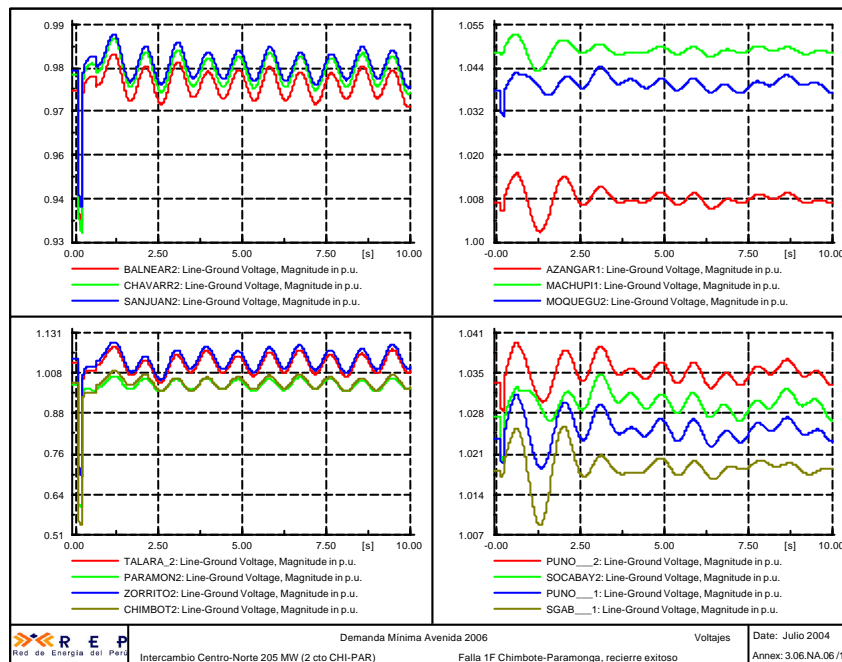 0.99
0.98
0.97
0.96
0.94
0.93
0.00
2.50
5.00
7.50
[s]
10.00
BALNEAR2: Line-Ground Voltage, Magnitude in p.u.
CHAVARR2: Line-Ground Voltage, Magnitude in p.u.
SANJUAN2: Line-Ground Voltage, Magnitude in p.u.
1.055
1.044
1.032
1.020
1.008
1.00
-0.00
2.50
5.00
7.50
[s]
10.00
AZANGAR1: Line-Ground Voltage, Magnitude in p.u.
MACHUPI1: Line-Ground Voltage, Magnitude in p.u.
MOQUEGU2: Line-Ground Voltage, Magnitude in p.u.
1.131
1.008
0.88
0.76
0.64
0.51
0.00
2.50
5.00
7.50
[s]
10.00
TALARA_2: Line-Ground Voltage, Magnitude in p.u.
PARAMON2: Line-Ground Voltage, Magnitude in p.u.
ZORRITO2: Line-Ground Voltage, Magnitude in p.u.
CHIMBOT2: Line-Ground Voltage, Magnitude in p.u.
1.041
1.035
1.028
1.021
1.014
1.007
-0.00
2.50
5.00
7.50
[s]
10.00
PUNO___2: Line-Ground Voltage, Magnitude in p.u.
SOCABAY2: Line-Ground Voltage, Magnitude in p.u.
PUNO___1: Line-Ground Voltage, Magnitude in p.u.
SGAB___1: Line-Ground Voltage, Magnitude in p.u.
R E P
Red de Energía del Perú
Demanda Mínima Avenida 2006
Voltajes
Intercambio Centro-Norte 205 MW (2 cto CHI-PAR)
Falla 1F Chimbote-Paramonga, recierre exitoso
Date: Julio 2004
Annex: 3.06.NA.06 /1